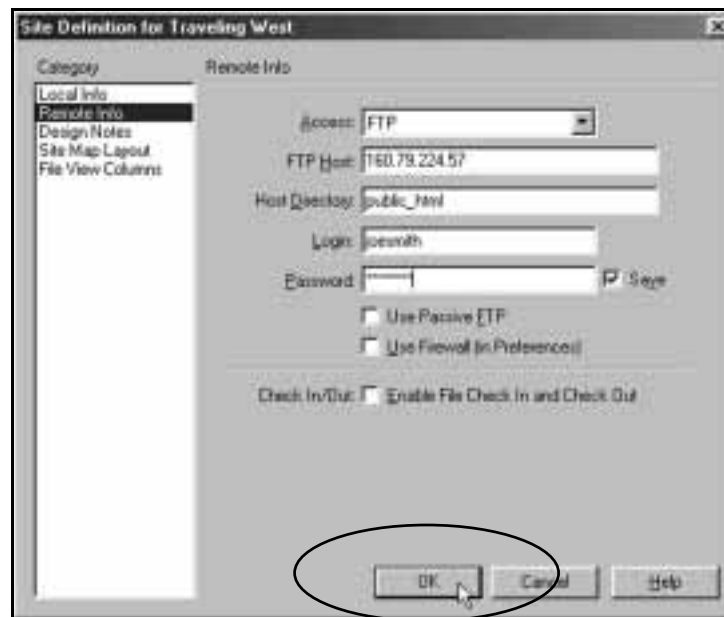 Site Definition for Traveling West
Category
Remote Info
Local Info
Remote Info
Design Notes
Site Map Layout
File View Columns
Access: FTP
FTP Host: 160.79.224.57
Host Directory: public_html
Login: joesmith
Password: ********
Save
Use Passive FTP
Use Firewall (in Preferences)
Check In/Out: Enable File Check In and Check Out
OK
Cancel
Help